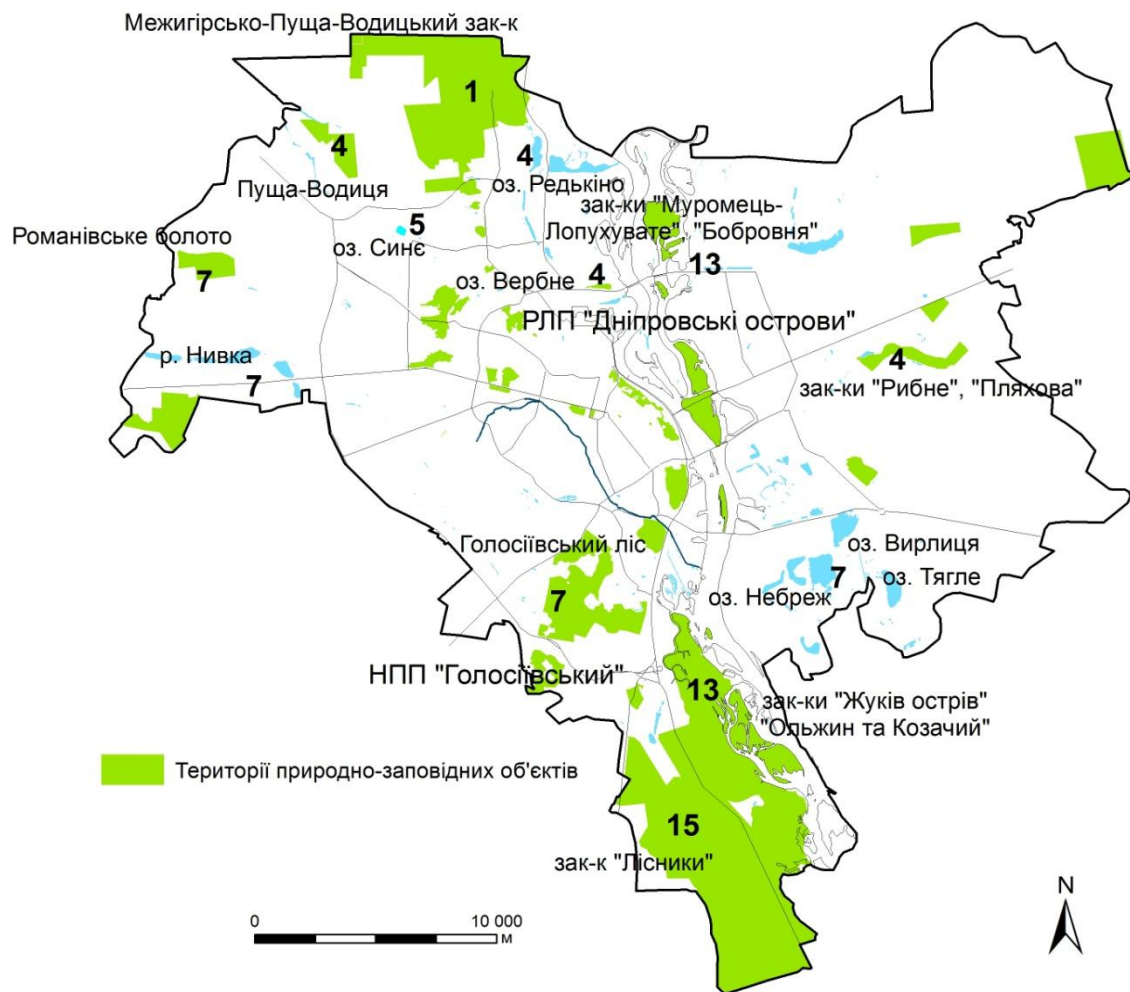 Межигірсько-Пуща-Водицький зак-к
1
4
4
Пуща-Водиця
оз. Редькіно
зак-ки "Муромець-
Лопухувате", "Бобровня"
5
оз. Синє
Романівське болото
7
13
оз. Вербне
4
РЛП "Дніпровські острови"
р. Нивка
7
4
зак-ки "Рибне", "Пляхова"
Голосіївський ліс
7
оз. Вирлиця
7
оз. Тягле
оз. Небреж
НПП "Голосіївський"
13
зак-ки "Жуків острів"
"Ольжин та Козачий"
Території природно-заповідних об'єктів
15
зак-к "Лісники"
0
10 000
м
N